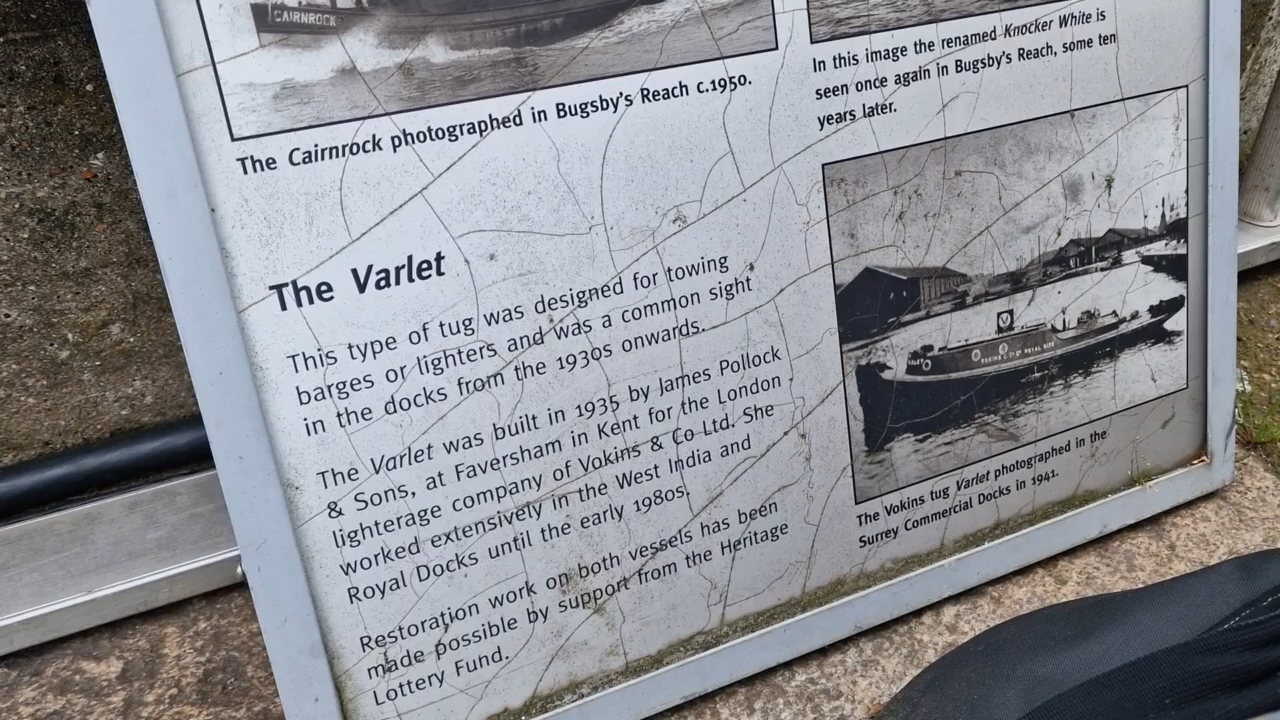 CAIRNROCK
The Cairnrock photographed in Bugsby's Reach c.1950.
In this image the renamed Knocker White is
seen once again in Bugsby's Reach, some ten
years later.
The Varlet
This type of tug was designed for towing
barges or lighters and was a common sight
in the docks from the 1930s onwards.
The Varlet was built in 1935 by James Pollock
& Sons, at Faversham in Kent for the London
lighterage company of Vokins & Co Ltd. She
worked extensively in the West India and
Royal Docks until the early 1980s.
Restoration work on both vessels has been
made possible by support from the Heritage
Lottery Fund.
V
The Vokins tug Varlet photographed in the
Surrey Commercial Docks in 1941.